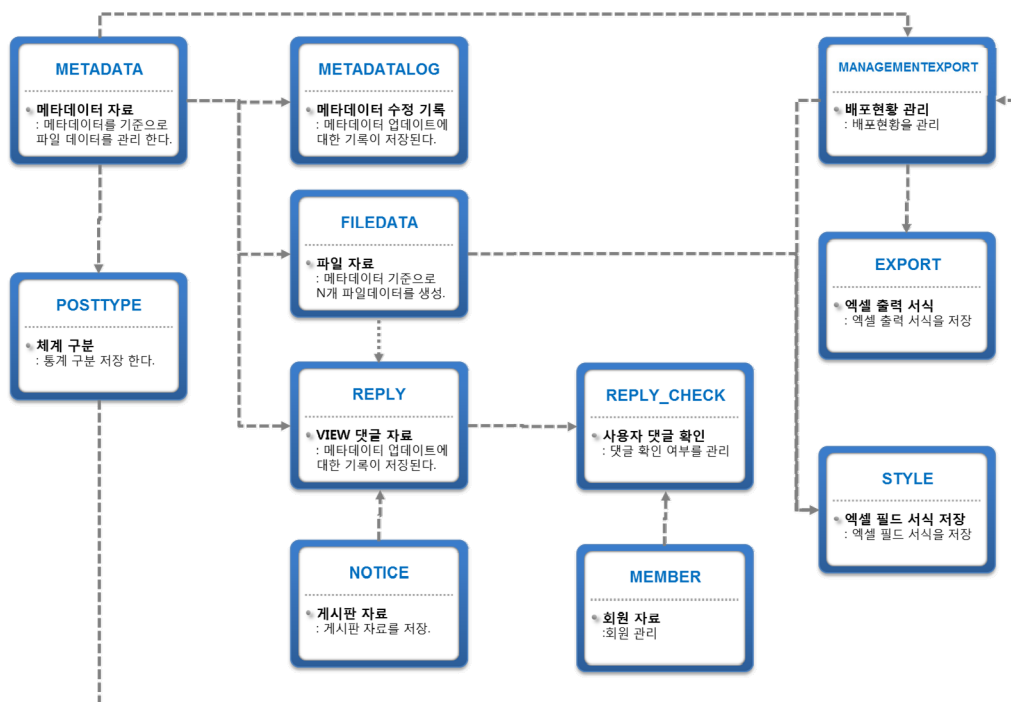 METADATA
메타데이터 자료
: 메타데이터를 기준으로
파일 데이터를 관리 한다.
METADATALOG
메타데이터 수정 기록
: 메타데이터 업데이트에
대한 기록이 저장된다.
MANAGEMENTEXPORT
배포현황 관리
: 배포현황을 관리
FILEDATA
파일 자료
: 메타데이터 기준으로
N개 파일데이터를 생성.
EXPORT
엑셀 출력 서식
: 엑셀 출력 서식을 저장
POSTTYPE
체계 구분
: 통계 구분 저장 한다.
REPLY
VIEW 댓글 자료
: 메타데이터 업데이트에
대한 기록이 저장된다.
REPLY_CHECK
사용자 댓글 확인
: 댓글 확인 여부를 관리
STYLE
엑셀 필드 서식 저장
: 엑셀 필드 서식을 저장
NOTICE
게시판 자료
: 게시판 자료를 저장.
MEMBER
회원 자료
:회원 관리